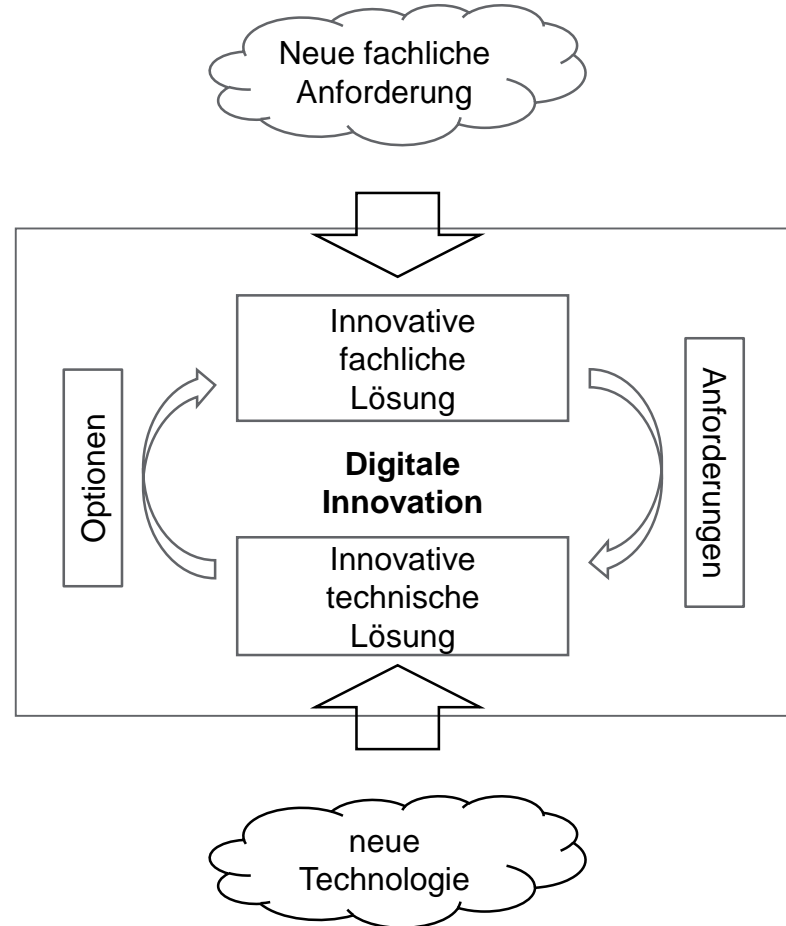 Neue fachliche
Anforderung
Innovative
fachliche
Lösung
Optionen
Anforderungen
Digitale
Innovation
Innovative
technische
Lösung
neue
Technologie